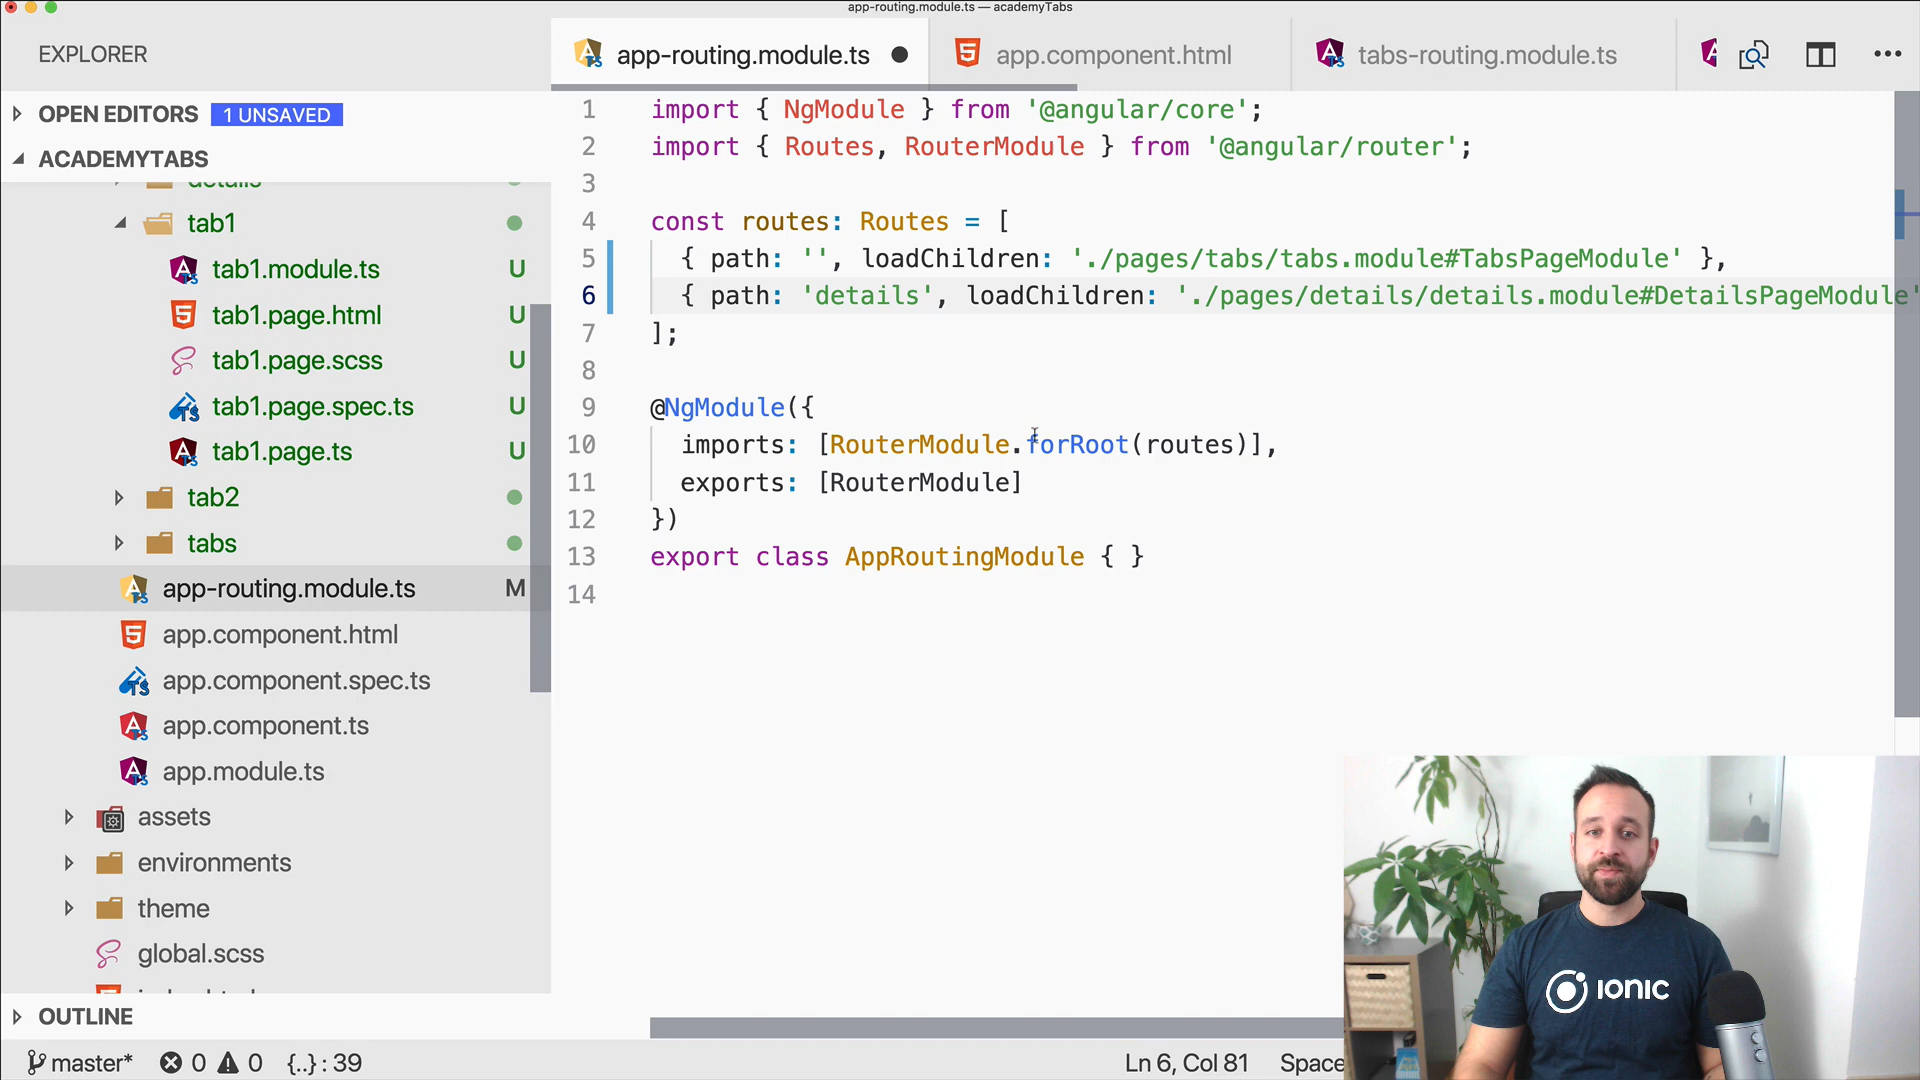 app-routing.module.ts — academyTabs
EXPLORER
app-routing.module.ts
app.component.html
tabs-routing.module.ts
OPEN EDITORS 1 UNSAVED
ACADEMYTABS
details
tab1
tab1.module.ts U
tab1.page.html U
tab1.page.scss U
tab1.page.spec.ts U
tab1.page.ts U
tab2
tabs
app-routing.module.ts M
app.component.html
app.component.spec.ts
app.component.ts
app.module.ts
assets
environments
theme
global.scss
OUTLINE
1 import { NgModule } from '@angular/core';
2 import { Routes, RouterModule } from '@angular/router';
3
4 const routes: Routes = [
5 { path: '', loadChildren: './pages/tabs/tabs.module#TabsPageModule' },
6 { path: 'details', loadChildren: './pages/details/details.module#DetailsPageModule'
7 ];
8
9 @NgModule({
10 imports: [RouterModule.forRoot(routes)],
11 exports: [RouterModule]
12 })
13 export class AppRoutingModule { }
14
IONIC
master* 0 0 {..} : 39
Ln 6, Col 81
Space